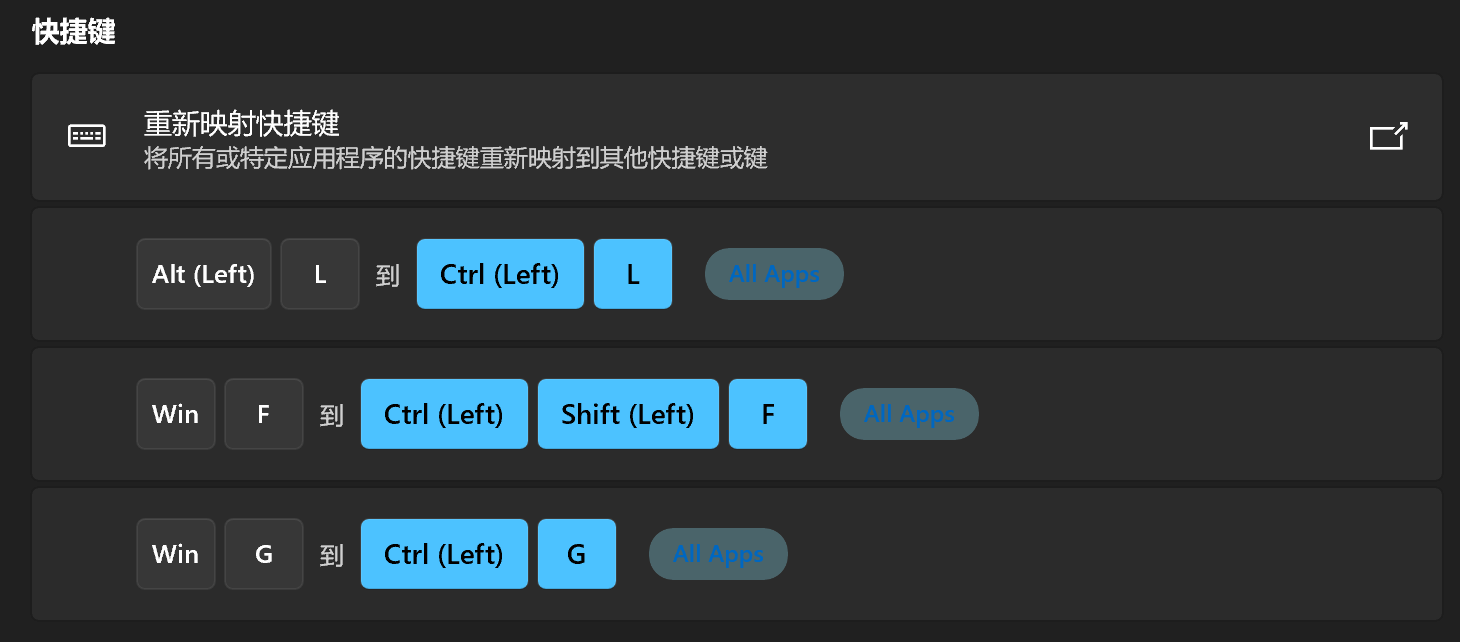 快捷键
重新映射快捷键
将所有或特定应用程序的快捷键重新映射到其他快捷键或键
Alt (Left) L 到 Ctrl (Left) L All Apps
Win F 到 Ctrl (Left) Shift (Left) F All Apps
Win G 到 Ctrl (Left) G All Apps